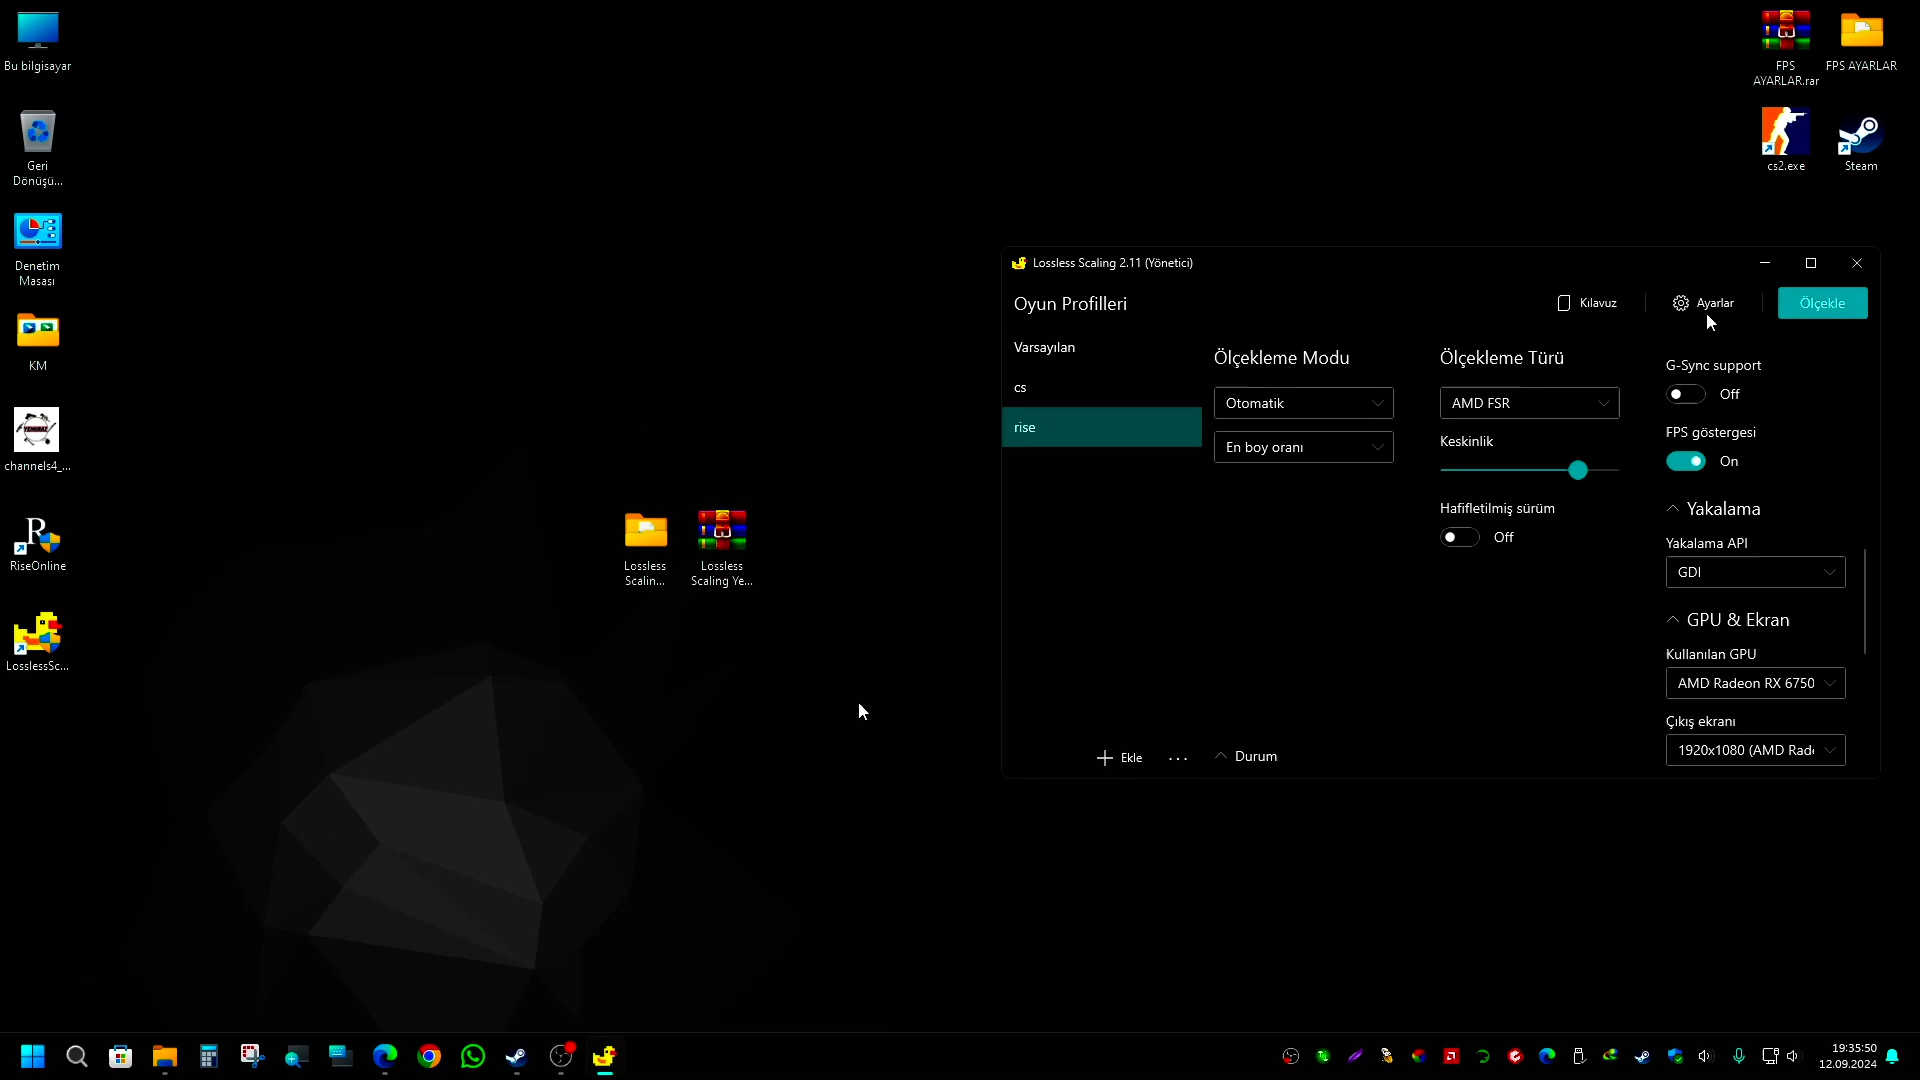 Bu bilgisayar
Geri
Dönüşü...
Denetim
Masası
KM
channels4_...
RiseOnline
LosslessSc...
Lossless
Scalin...
Lossless
Scaling Ye...
FPS
AYARLAR.rar
FPS AYARLAR
cs2.exe
Steam
Lossless Scaling 2.11 (Yönetici)
Oyun Profilleri
Kılavuz
Ayarlar
Ölçekle
Varsayılan
cs
rise
Ekle
...
Ölçekleme Modu
Otomatik
En boy oranı
Durum
Ölçekleme Türü
AMD FSR
Keskinlik
Hafifletilmiş sürüm
Off
G-Sync support
Off
FPS göstergesi
On
Yakalama
Yakalama API
GDI
GPU & Ekran
Kullanılan GPU
AMD Radeon RX 6750
Çıkış ekranı
1920x1080 (AMD Rade
19:35:50
12.09.2024